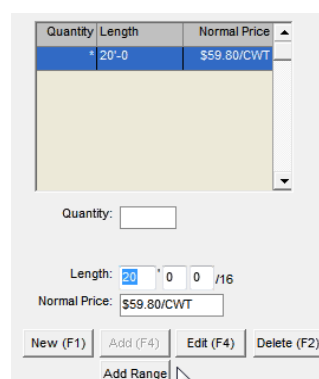 Quantity Length Normal Price
* 20'-0 $59.80/CWT
Quantity:
Length: 20 ' 0 0 /16
Normal Price: $59.80/CWT
New (F1) Add (F4) Edit (F4) Delete (F2)
Add Range